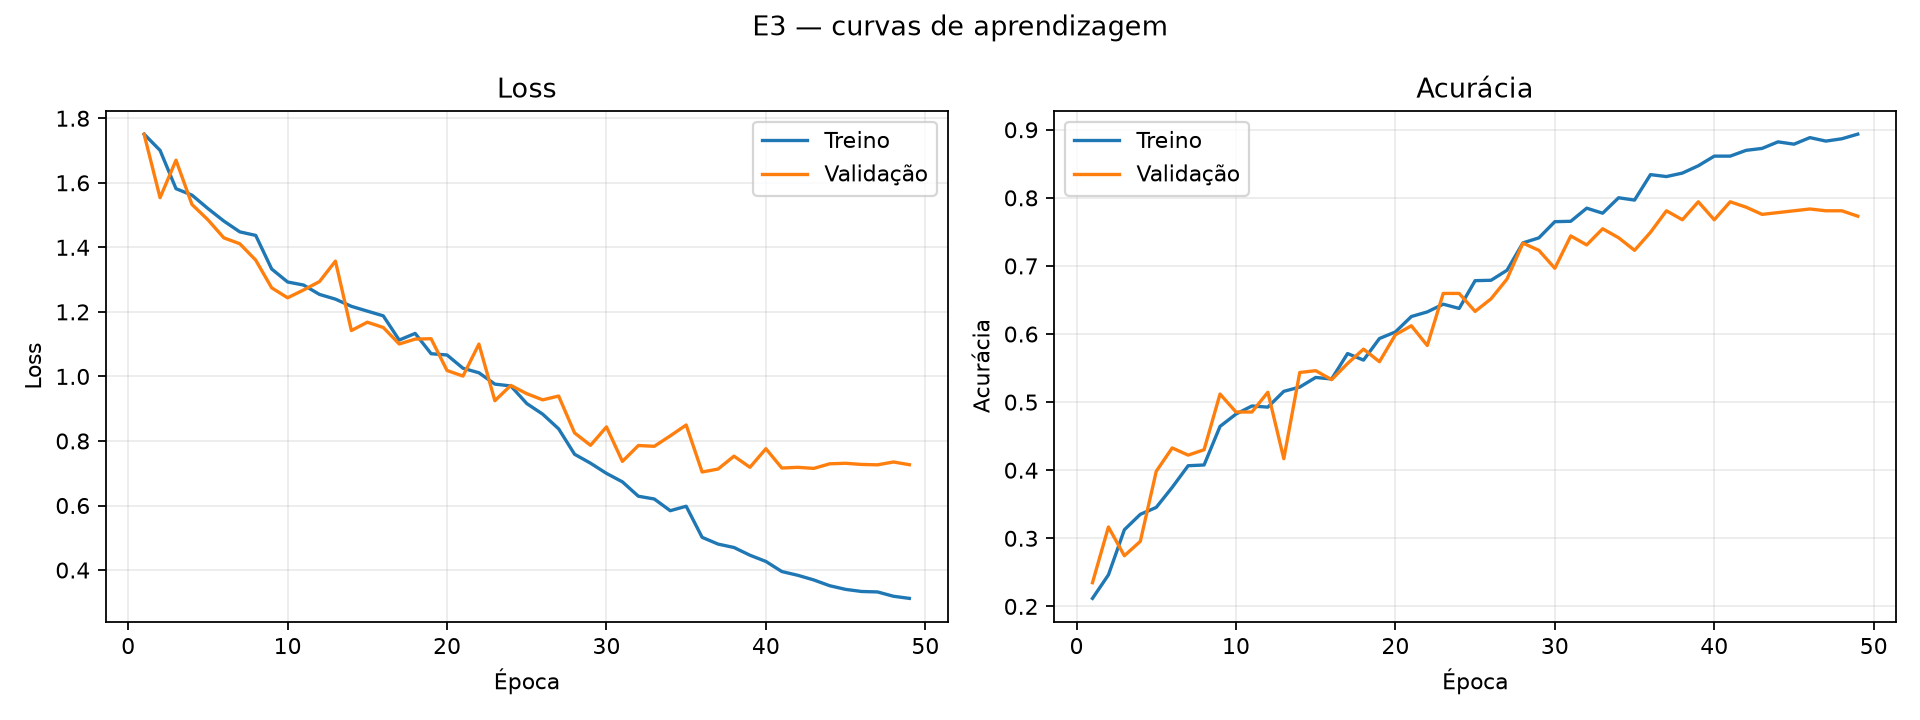 E3 — curvas de aprendizagem
Loss
1.8
1.6
1.4
1.2
1.0
0.8
0.6
0.4
Loss
Treino
Validação
0
10
20
30
40
50
Época
Acurácia
0.9
0.8
0.7
0.6
0.5
0.4
0.3
0.2
Acurácia
Treino
Validação
0
10
20
30
40
50
Época